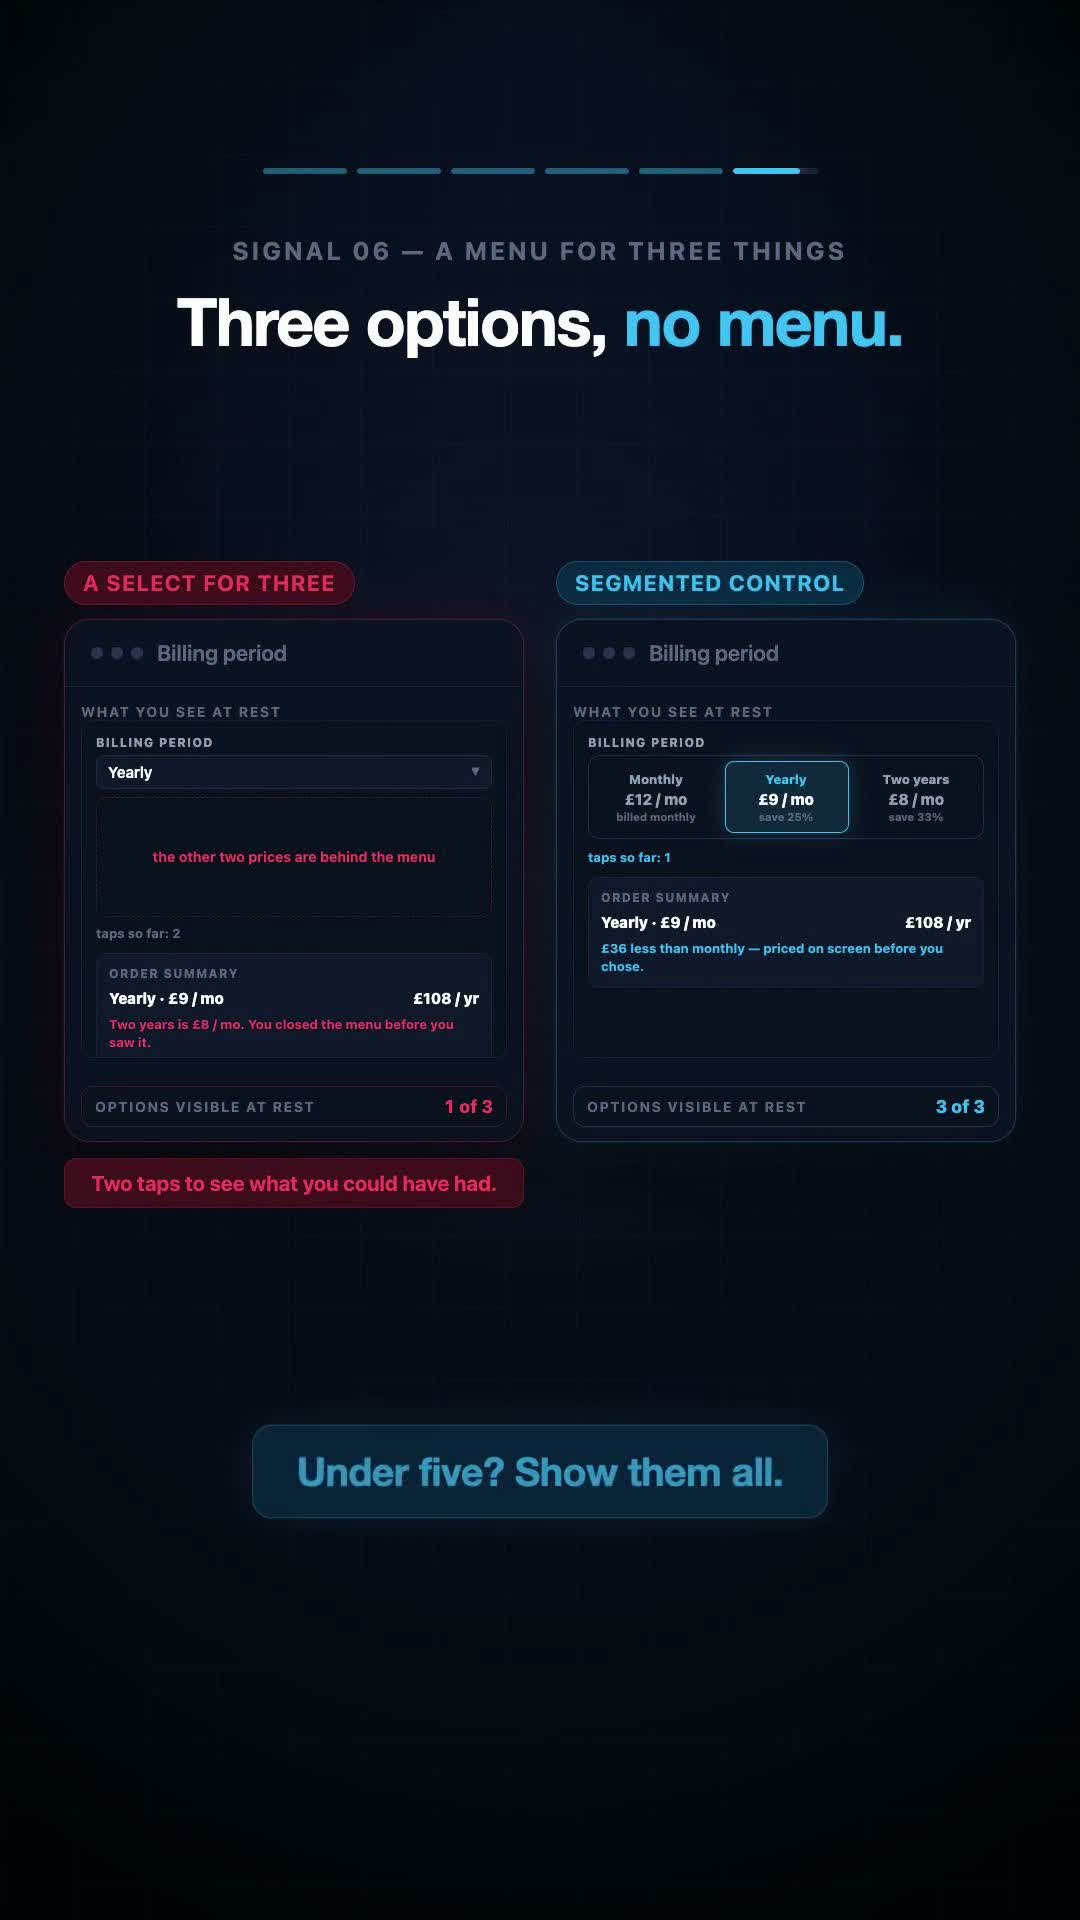 SIGNAL 06 — A MENU FOR THREE THINGS
Three options, no menu.
A SELECT FOR THREE
Billing period
WHAT YOU SEE AT REST
BILLING PERIOD
Yearly
the other two prices are behind the menu
taps so far: 2
ORDER SUMMARY
Yearly · £9 / mo £108 / yr
Two years is £8 / mo. You closed the menu before you
saw it.
OPTIONS VISIBLE AT REST 1 of 3
Two taps to see what you could have had.
SEGMENTED CONTROL
Billing period
WHAT YOU SEE AT REST
BILLING PERIOD
Monthly Yearly Two years
£12 / mo £9 / mo £8 / mo
billed monthly save 25% save 33%
taps so far: 1
ORDER SUMMARY
Yearly · £9 / mo £108 / yr
£36 less than monthly — priced on screen before you
chose.
OPTIONS VISIBLE AT REST 3 of 3
Under five? Show them all.